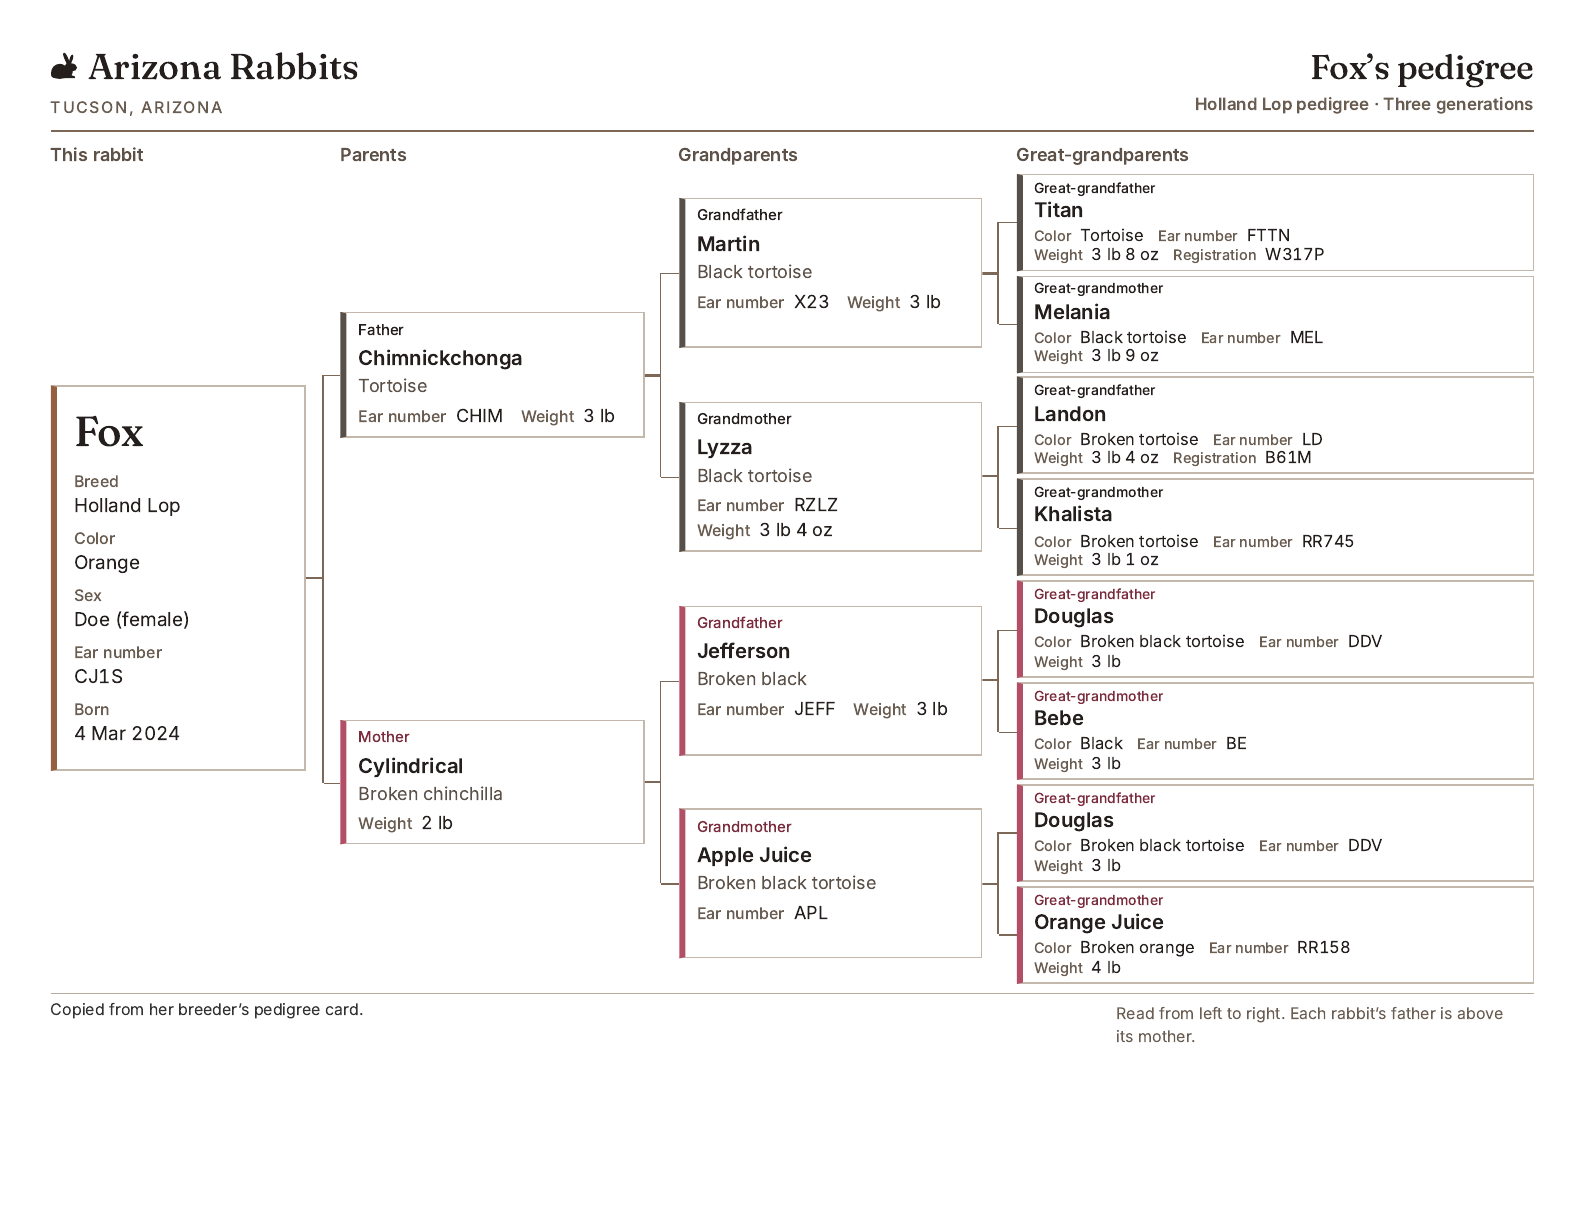 Arizona Rabbits
TUCSON, ARIZONA
Fox’s pedigree
Holland Lop pedigree · Three generations
This rabbit
Parents
Grandparents
Great-grandparents
Fox
Breed
Holland Lop
Color
Orange
Sex
Doe (female)
Ear number
CJ1S
Born
4 Mar 2024
Father
Chimnickchonga
Tortoise
Ear number CHIM Weight 3 lb
Mother
Cylindrical
Broken chinchilla
Weight 2 lb
Grandfather
Martin
Black tortoise
Ear number X23 Weight 3 lb
Grandmother
Lyzza
Black tortoise
Ear number RZLZ
Weight 3 lb 4 oz
Grandfather
Jefferson
Broken black
Ear number JEFF Weight 3 lb
Grandmother
Apple Juice
Broken black tortoise
Ear number APL
Great-grandfather
Titan
Color Tortoise Ear number FTTN
Weight 3 lb 8 oz Registration W317P
Great-grandmother
Melania
Color Black tortoise Ear number MEL
Weight 3 lb 9 oz
Great-grandfather
Landon
Color Broken tortoise Ear number LD
Weight 3 lb 4 oz Registration B61M
Great-grandmother
Khalista
Color Broken tortoise Ear number RR745
Weight 3 lb 1 oz
Great-grandfather
Douglas
Color Broken black tortoise Ear number DDV
Weight 3 lb
Great-grandmother
Bebe
Color Black Ear number BE
Weight 3 lb
Great-grandfather
Douglas
Color Broken black tortoise Ear number DDV
Weight 3 lb
Great-grandmother
Orange Juice
Color Broken orange Ear number RR158
Weight 4 lb
Copied from her breeder’s pedigree card.
Read from left to right. Each rabbit’s father is above
its mother.